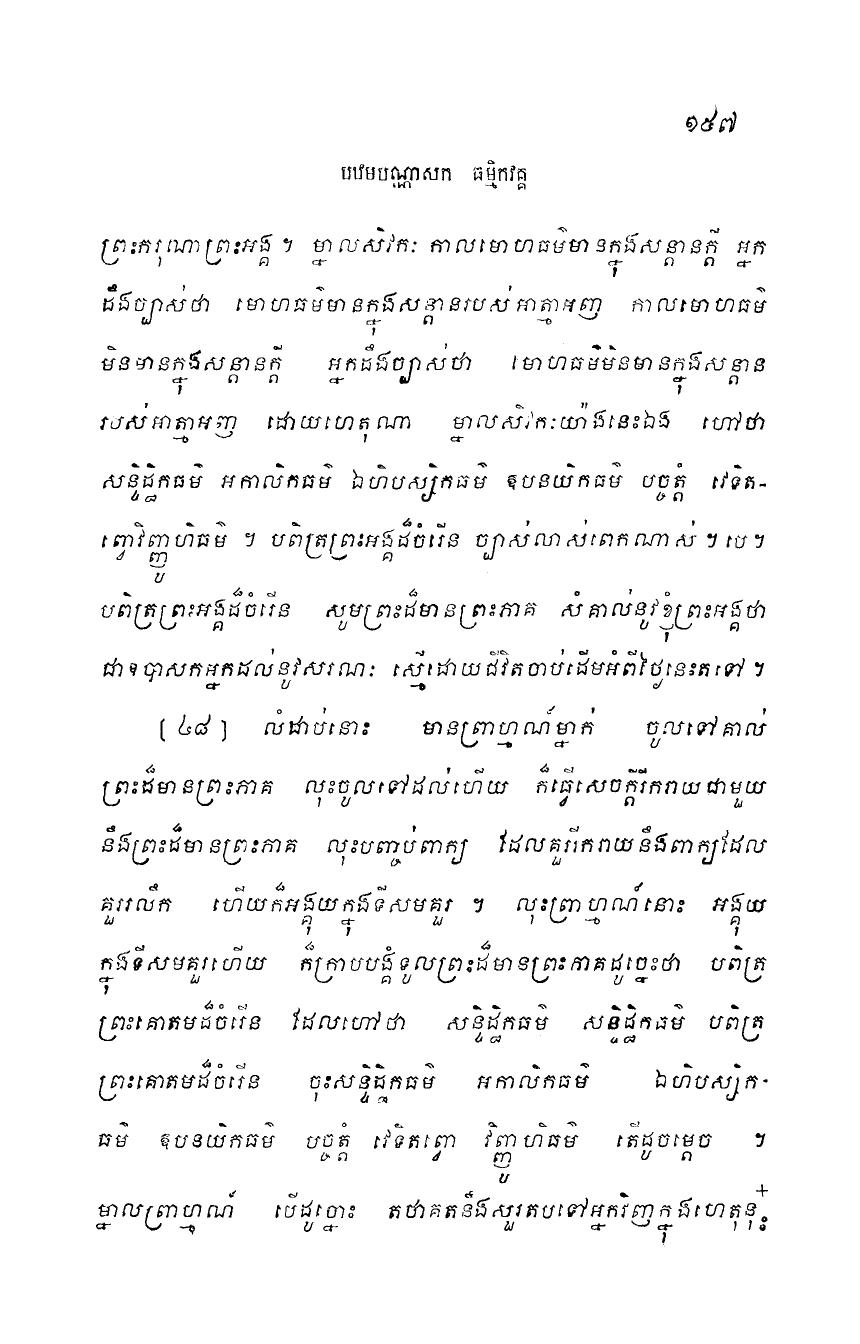 ១៥៧
បឋមបណ្ណាសក ធម្មិកវគ្គ
ព្រះករុណាព្រះអង្គ ។ ម្នាលសិវកៈ កាលមោហធម៌មានក្នុងសន្តានក្តី អ្នក
ដឹងច្បាស់ថា មោហធម៌មានក្នុងសន្តានរបស់អាត្មាអញ កាលមោហធម៌
មិនមានក្នុងសន្តានក្តី អ្នកដឹងច្បាស់ថា មោហធម៌មិនមានក្នុងសន្តាន
របស់អាត្មាអញ ដោយហេតុណា ម្នាលសិវកៈយ៉ាងនេះឯង ហៅថា
សន្ទិដ្ឋិកធម៌ អកាលិកធម៌ ឯហិបស្សិកធម៌ ឱបនយិកធម៌ បច្ចត្តំ វេទិត-
ព្វោវិញ្ញូហិធម៌ ។ បពិត្រព្រះអង្គដ៏ចំរើន ច្បាស់លាស់ពេកណាស់ ។ បេ ។
បពិត្រព្រះអង្គដ៏ចំរើន សូមព្រះដ៏មានព្រះភាគ សំគាល់នូវខ្ញុំព្រះអង្គថា
ជាឧបាសកអ្នកដល់នូវសរណៈ ស្មើដោយជីវិតចាប់ដើមអំពីថ្ងៃនេះតទៅ ។
[ ៤៨ ] លំដាប់នោះ មានព្រាហ្មណ៍ម្នាក់ ចូលទៅគាល់
ព្រះដ៏មានព្រះភាគ លុះចូលទៅដល់ហើយ ក៏ធ្វើសេចក្តីរីករាយជាមួយ
នឹងព្រះដ៏មានព្រះភាគ លុះបញ្ចប់ពាក្យ ដែលគួររីករាយនឹងពាក្យដែល
គួររលឹក ហើយក៏អង្គុយក្នុងទីសមគួរ ។ លុះព្រាហ្មណ៍នោះ អង្គុយ
ក្នុងទីសមគួរហើយ ក៏ក្រាបបង្គំទូលព្រះដ៏មានព្រះភាគដូច្នេះថា បពិត្រ
ព្រះគោតមដ៏ចំរើន ដែលហៅថា សន្ទិដ្ឋិកធម៌ សន្ទិដ្ឋិកធម៌ បពិត្រ
ព្រះគោតមដ៏ចំរើន ចុះសន្ទិដ្ឋិកធម៌ អកាលិកធម៌ ឯហិបស្សិក-
ធម៌ ឱបនយិកធម៌ បច្ចត្តំ វេទិតព្វោ វិញ្ញូហិធម៌ តើដូចម្តេច ។
ម្នាលព្រាហ្មណ៍ បើដូច្នោះ តថាគតនឹងសួរតបទៅអ្នកវិញក្នុងហេតុនុ៎ះ